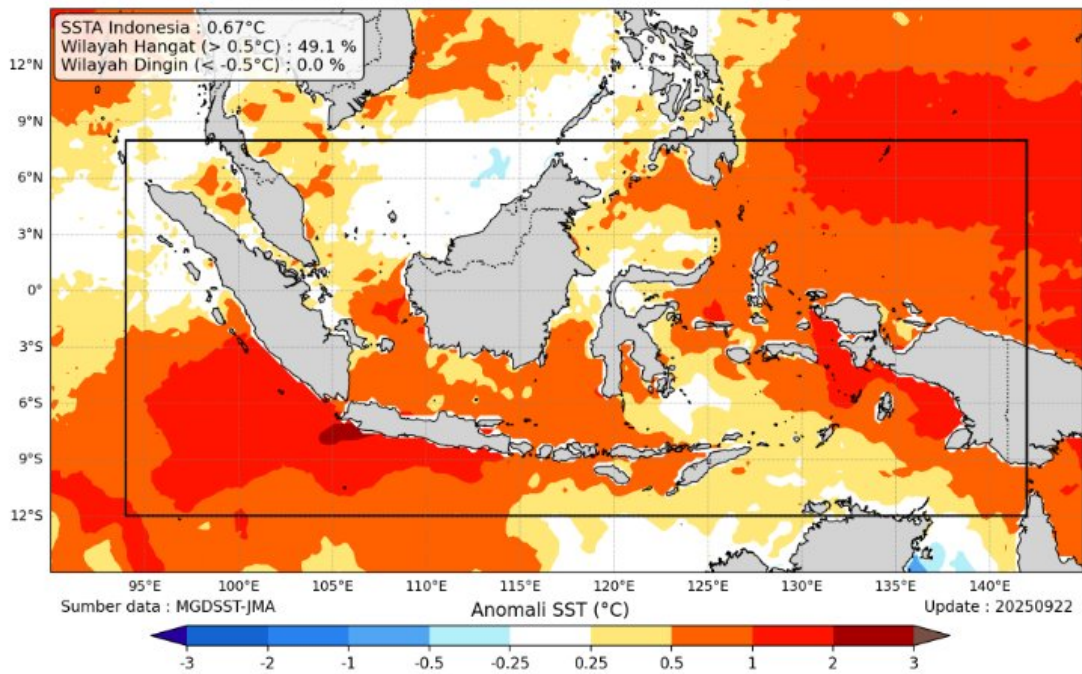 SSTA Indonesia : 0.67°C
Wilayah Hangat (> 0.5°C) : 49.1 %
Wilayah Dingin (< -0.5°C) : 0.0 %
12°N
9°N
6°N
3°N
0°
3°S
6°S
9°S
12°S
95°E 100°E 105°E 110°E 115°E 120°E 125°E 130°E 135°E 140°E
Sumber data : MGDSST-JMA Anomali SST (°C) Update : 20250922
-3 -2 -1 -0.5 -0.25 0.25 0.5 1 2 3